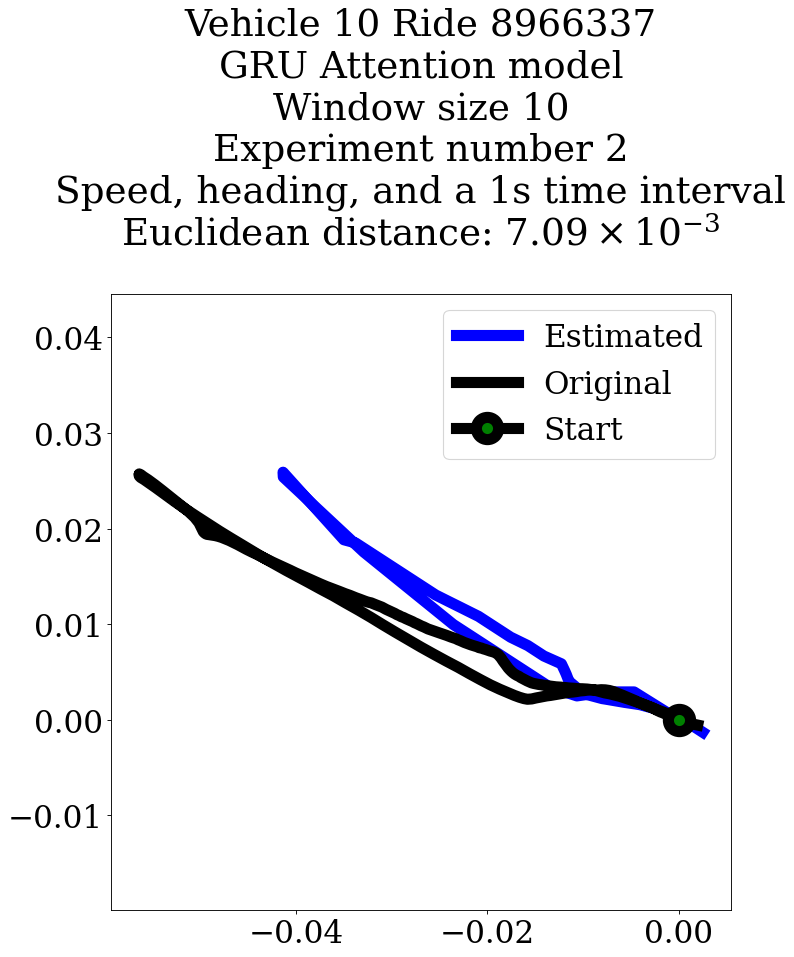 Vehicle 10 Ride 8966337
GRU Attention model
Window size 10
Experiment number 2
Speed, heading, and a 1s time interval
Euclidean distance: 7.09 × 10⁻³
Estimated
Original
Start
0.04
0.03
0.02
0.01
0.00
−0.01
−0.04
−0.02
0.00